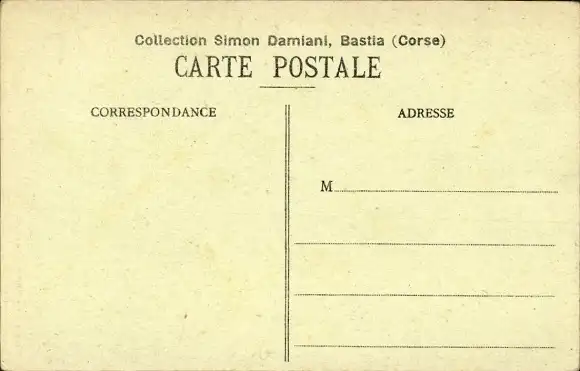 Collection Simon Damiani, Bastia (Corse)
CARTE POSTALE
CORRESPONDANCE
ADRESSE
M